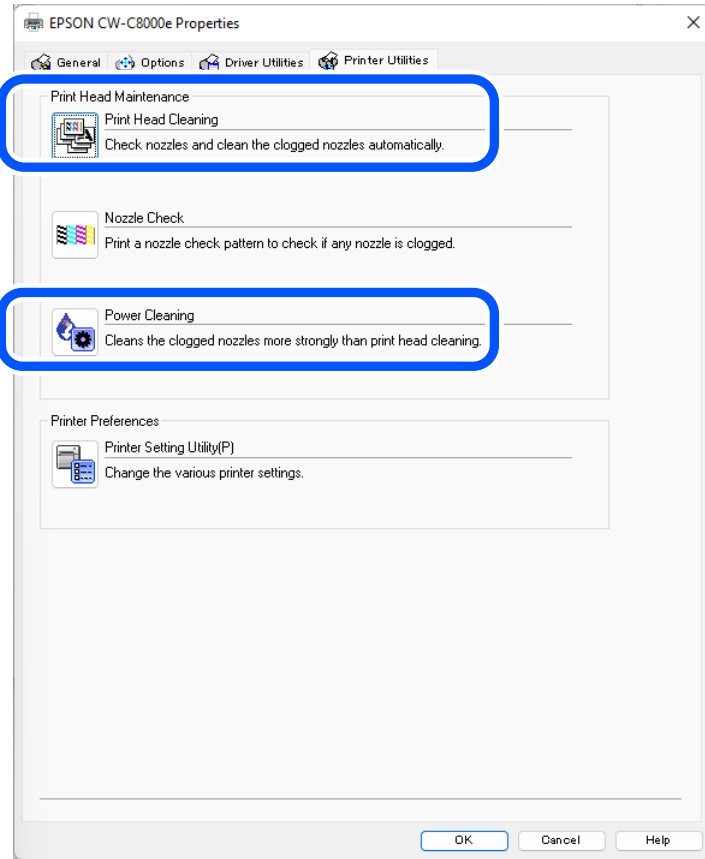 EPSON CW-C8000e Properties
General Options Driver Utilities Printer Utilities
Print Head Maintenance
Print Head Cleaning
Check nozzles and clean the clogged nozzles automatically.
Nozzle Check
Print a nozzle check pattern to check if any nozzle is clogged.
Power Cleaning
Cleans the clogged nozzles more strongly than print head cleaning.
Printer Preferences
Printer Setting Utility(P)
Change the various printer settings.
OK Cancel Help